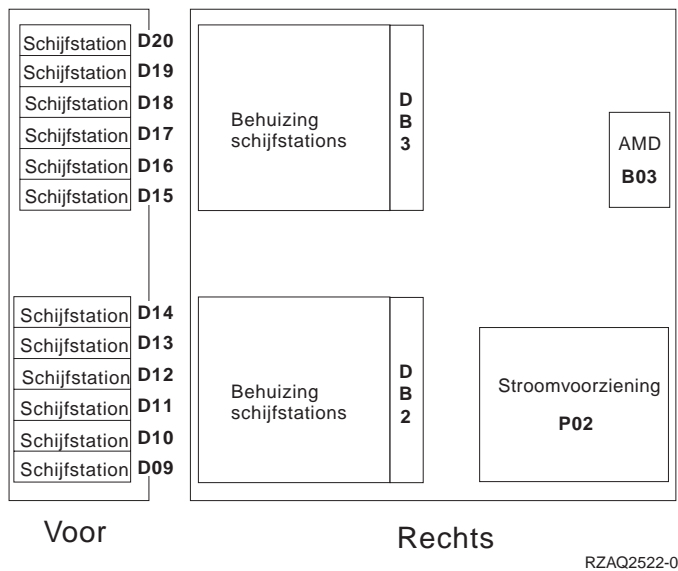 Schijfstation D20
Schijfstation D19
Schijfstation D18
Schijfstation D17
Schijfstation D16
Schijfstation D15
Behuizing
schijfstations
D
B
3
AMD
B03
Schijfstation D14
Schijfstation D13
Schijfstation D12
Schijfstation D11
Schijfstation D10
Schijfstation D09
Behuizing
schijfstations
D
B
2
Stroomvoorziening
P02
Voor
Rechts
RZAQ2522-0